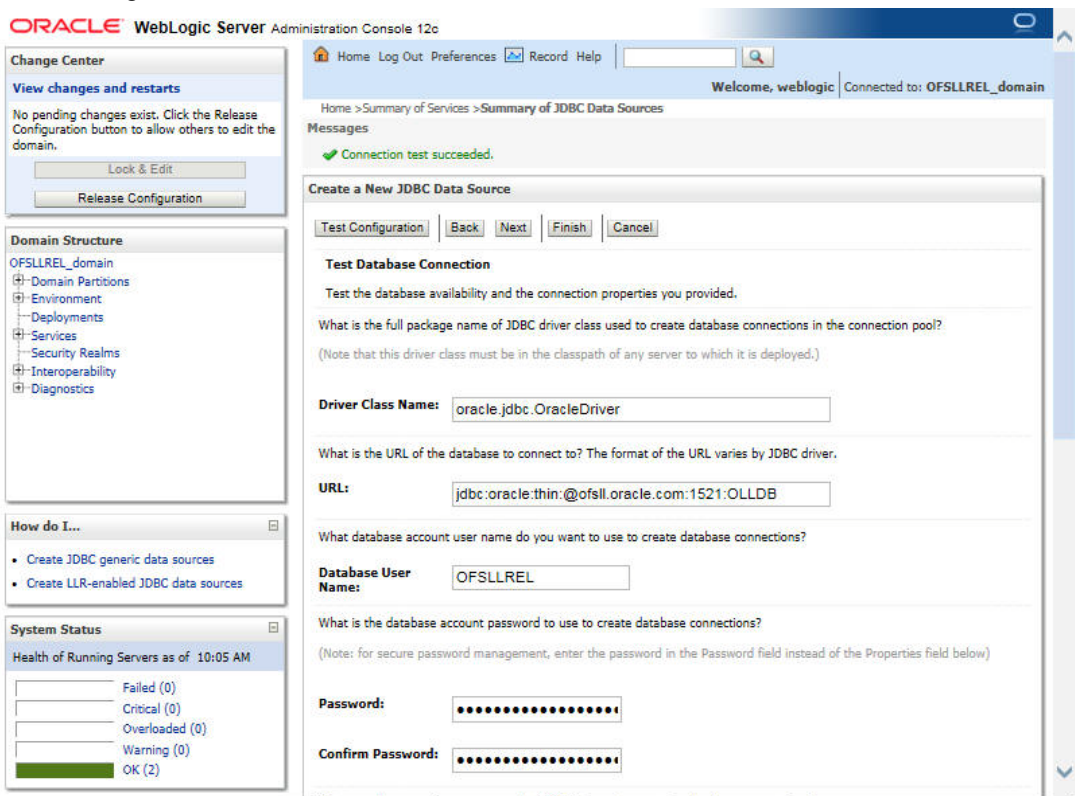 ORACLE WebLogic Server Administration Console 12c
Change Center
View changes and restarts
No pending changes exist. Click the Release
Configuration button to allow others to edit the
domain.
Lock & Edit
Release Configuration
Domain Structure
OFSLLREL_domain
Domain Partitions
Environment
Deployments
Services
Security Realms
Interoperability
Diagnostics
How do I...
Create JDBC generic data sources
Create LLR-enabled JDBC data sources
System Status
Health of Running Servers as of 10:05 AM
Failed (0)
Critical (0)
Overloaded (0)
Warning (0)
OK (2)
Home Log Out Preferences Record Help
Welcome, weblogic Connected to: OFSLLREL_domain
Home >Summary of Services >Summary of JDBC Data Sources
Messages
Connection test succeeded.
Create a New JDBC Data Source
Test Configuration Back Next Finish Cancel
Test Database Connection
Test the database availability and the connection properties you provided.
What is the full package name of JDBC driver class used to create database connections in the connection pool?
(Note that this driver class must be in the classpath of any server to which it is deployed.)
Driver Class Name: oracle.jdbc.OracleDriver
What is the URL of the database to connect to? The format of the URL varies by JDBC driver.
URL: jdbc:oracle:thin:@ofsll.oracle.com:1521:OLLDB
What database account user name do you want to use to create database connections?
Database User
Name: OFSLLREL
What is the database account password to use to create database connections?
(Note: for secure password management, enter the password in the Password field instead of the Properties field below)
Password:
Confirm Password: